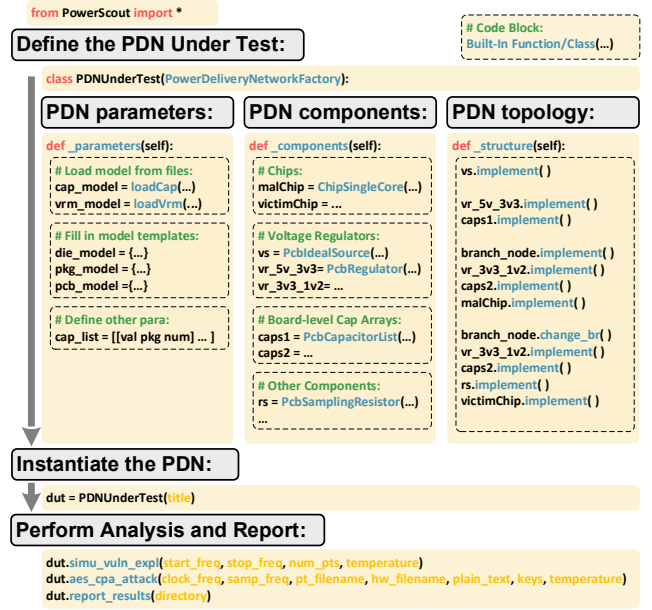 from PowerScout import *
# Code Block:
Built-In Function/Class(...)
Define the PDN Under Test:
class PDNUnderTest(PowerDeliveryNetworkFactory):
PDN parameters:
def _parameters(self):
# Load model from files:
cap_model = loadCap(...)
vrm_model = loadVrm(...)
# Fill in model templates:
die_model = {...}
pkg_model = {...}
pcb_model ={...}
# Define other para:
cap_list = [[val pkg num] ... ]
PDN components:
def _components(self):
# Chips:
malChip = ChipSingleCore(...)
victimChip = ...
# Voltage Regulators:
vs = PcbIdealSource(...)
vr_5v_3v3= PcbRegulator(...)
vr_3v3_1v2= ...
# Board-level Cap Arrays:
caps1 = PcbCapacitorList(...)
caps2 = ...
# Other Components:
rs = PcbSamplingResistor(...)
...
PDN topology:
def _structure(self):
vs.implement( )
vr_5v_3v3.implement( )
caps1.implement( )
branch_node.implement( )
vr_3v3_1v2.implement( )
caps2.implement( )
malChip.implement( )
branch_node.change_br( )
vr_3v3_1v2.implement( )
caps2.implement( )
rs.implement( )
victimChip.implement( )
Instantiate the PDN:
dut = PDNUnderTest(title)
Perform Analysis and Report:
dut.simu_vuln_expl(start_freq, stop_freq, num_pts, temperature)
dut.aes_cpa_attack(clock_freq, samp_freq, pt_filename, hw_filename, plain_text, keys, temperature)
dut.report_results(directory)